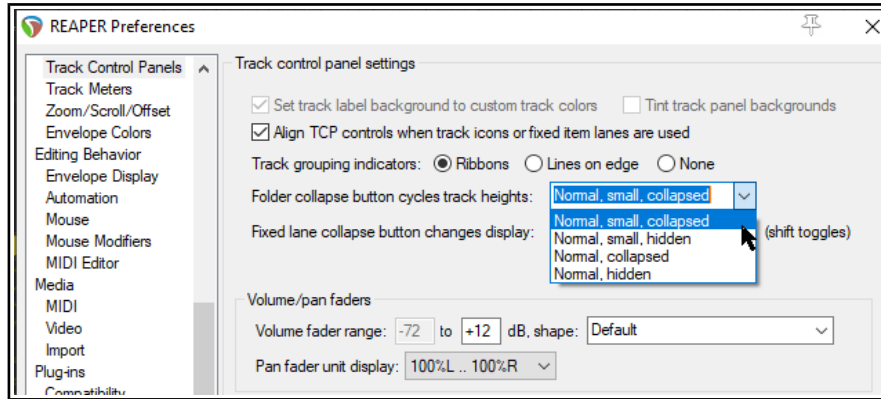 REAPER Preferences
Track Control Panels
Track Meters
Zoom/Scroll/Offset
Envelope Colors
Editing Behavior
Envelope Display
Automation
Mouse
Mouse Modifiers
MIDI Editor
Media
MIDI
Video
Import
Plug-ins
Compatibility
Track control panel settings
Set track label background to custom track colors Tint track panel backgrounds
Align TCP controls when track icons or fixed item lanes are used
Track grouping indicators: Ribbons Lines on edge None
Folder collapse button cycles track heights: Normal, small, collapsed
Normal, small, collapsed
Fixed lane collapse button changes display: (shift toggles)
Normal, small, hidden
Normal, collapsed
Normal, hidden
Volume/pan faders
Volume fader range: -72 to +12 dB, shape: Default
Pan fader unit display: 100%L .. 100%R